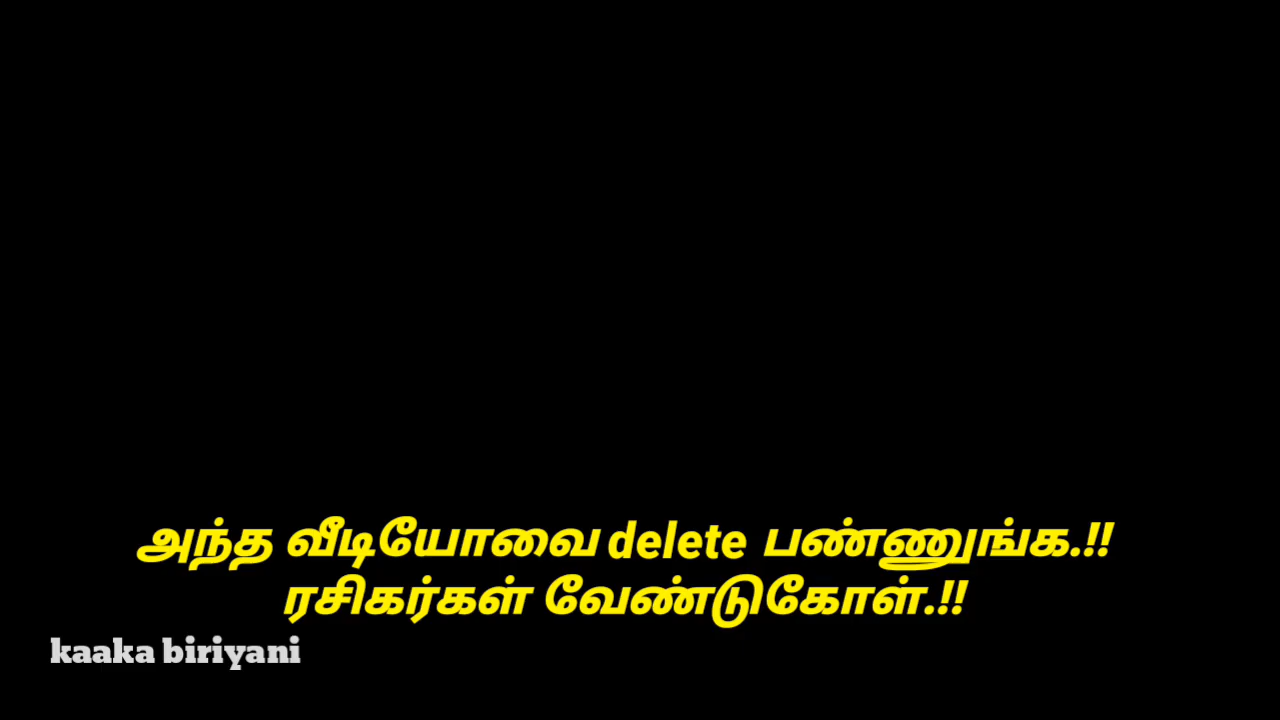 அந்த வீடியோவை delete பண்ணுங்க.!!
ரசிகர்கள் வேண்டுகோள்.!!
kaaka biriyani